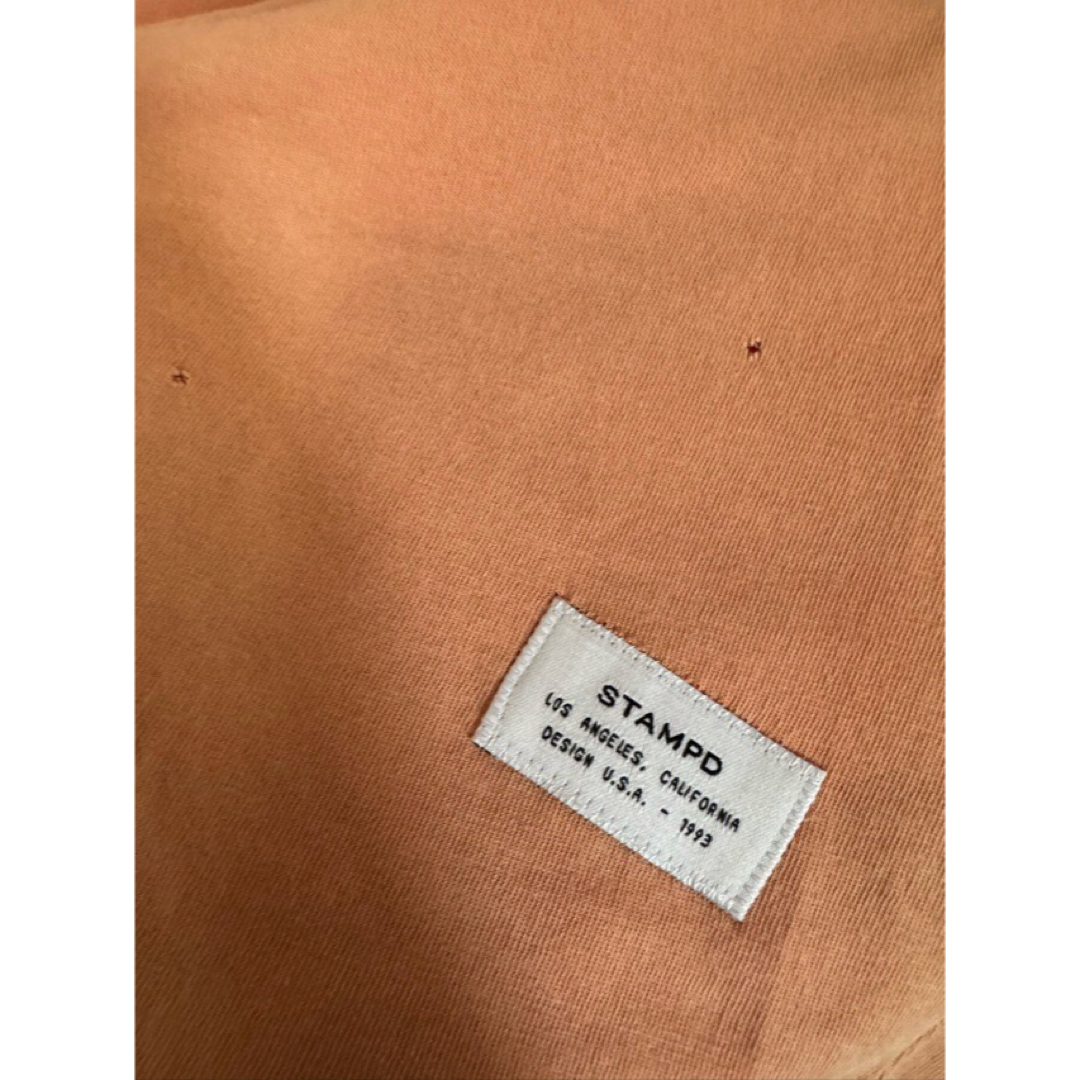 STAMPD
LOS ANGELES, CALIFORNIA
DESIGN U.S.A. - 1993